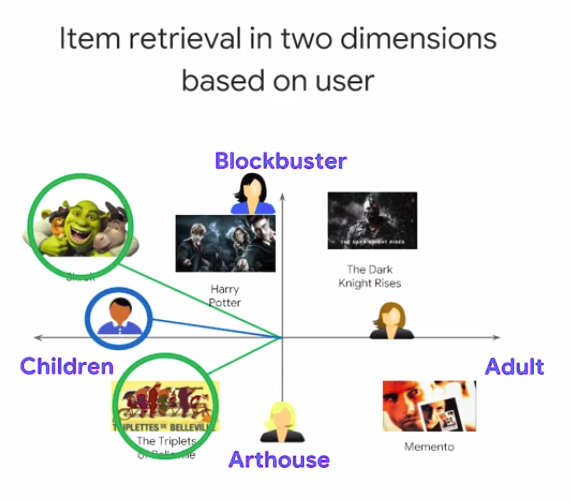 Item retrieval in two dimensions
based on user
Blockbuster
THE DARK KNIGHT RISES
Shrek
Harry
Potter
The Dark
Knight Rises
Children
Adult
TRIPLETTES DE BELLEVILLE
The Triplets
of Belleville
Arthouse
Memento